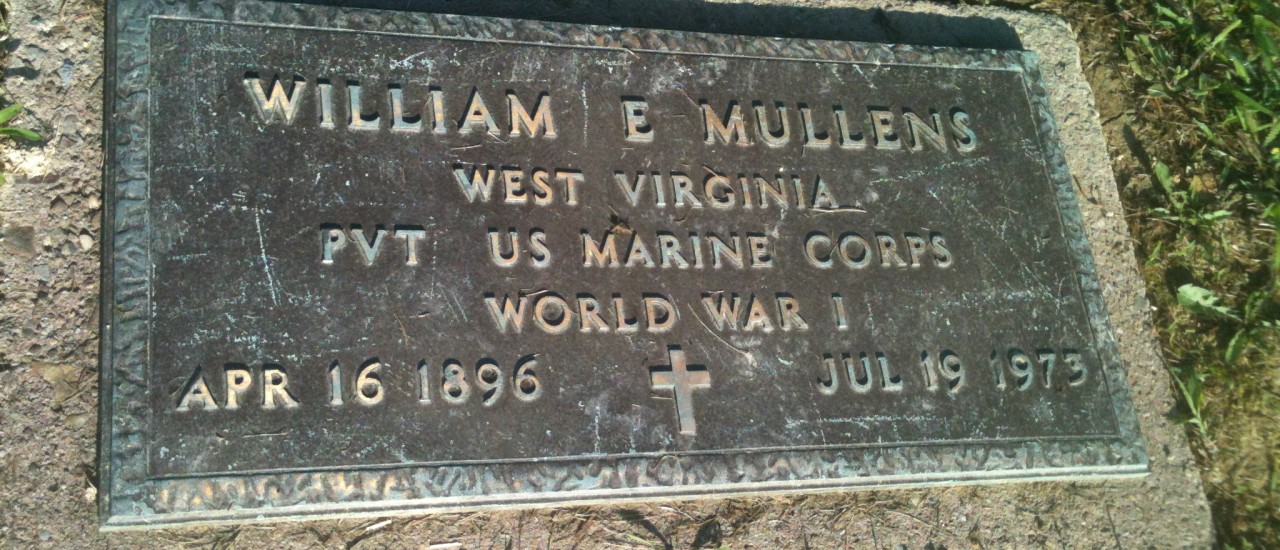 WILLIAM E MULLENS
WEST VIRGINIA
PVT US MARINE CORPS
WORLD WAR I
APR 16 1896 JUL 19 1973